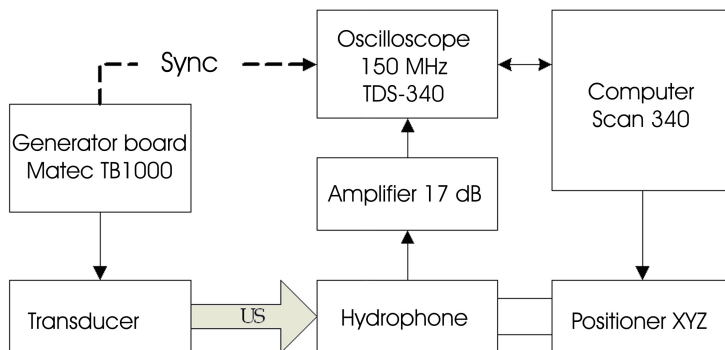 Oscilloscope
150 MHz
TDS-340
Sync
Computer
Scan 340
Generator board
Matec TB1000
Amplifier 17 dB
Transducer
US
Hydrophone
Positioner XYZ